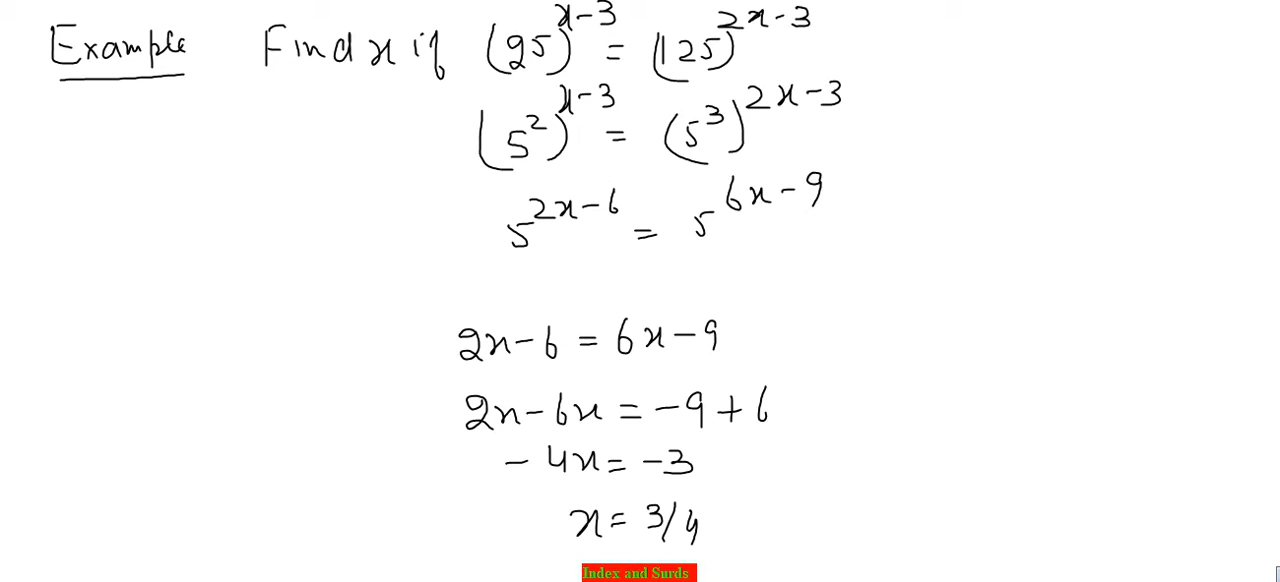 Example Find x if (25)^{x-3} = (125)^{2x-3}
(5^2)^{x-3} = (5^3)^{2x-3}
5^{2x-6} = 5^{6x-9}
2x-6 = 6x-9
2x-6x = -9+6
-4x = -3
x = 3/4
Index and Surds